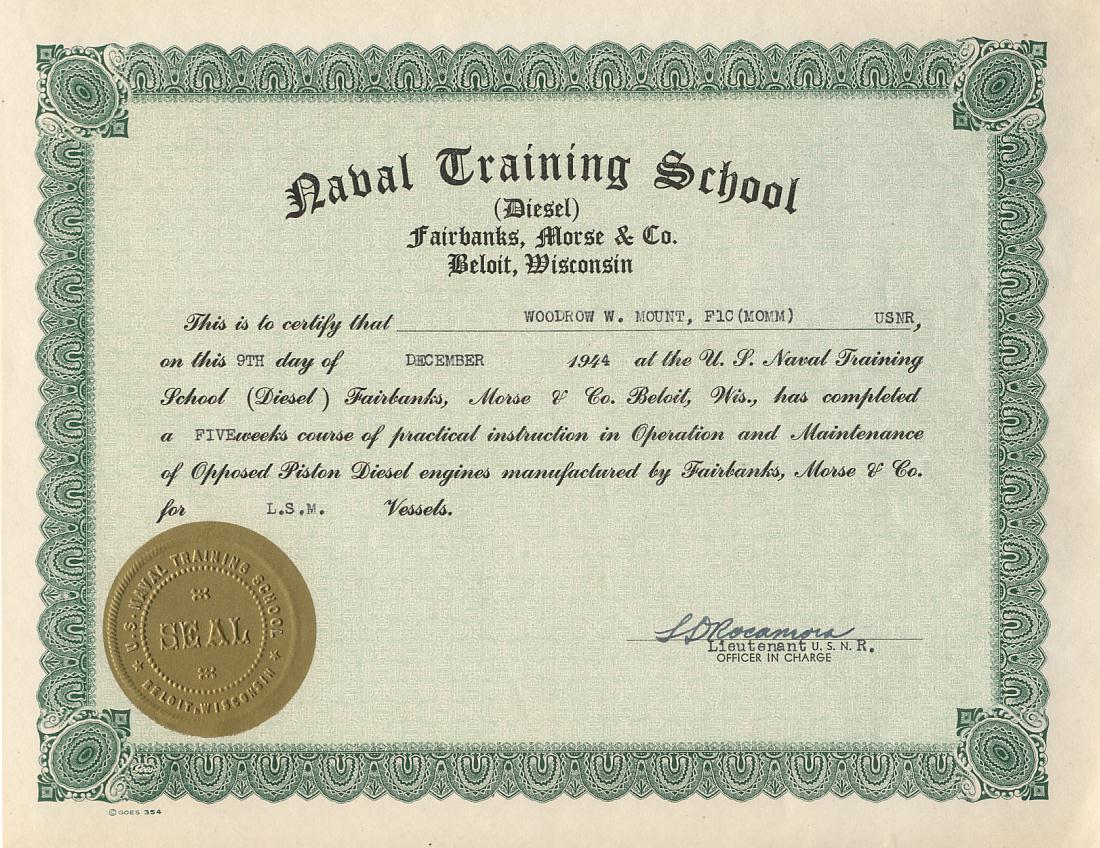 Naval Training School
(Diesel)
Fairbanks, Morse & Co.
Beloit, Wisconsin
This is to certify that WOODROW W. MOUNT, F1C(MOMM) USNR,
on this 9TH day of DECEMBER 1944 at the U. S. Naval Training
School (Diesel) Fairbanks, Morse & Co. Beloit, Wis., has completed
a FIVE weeks course of practical instruction in Operation and Maintenance
of Opposed Piston Diesel engines manufactured by Fairbanks, Morse & Co.
for L.S.M. Vessels.
U.S. NAVAL TRAINING SCHOOL
SEAL
BELOIT, WISCONSIN
Lieutenant U. S. N. R.
OFFICER IN CHARGE
© GOES 354